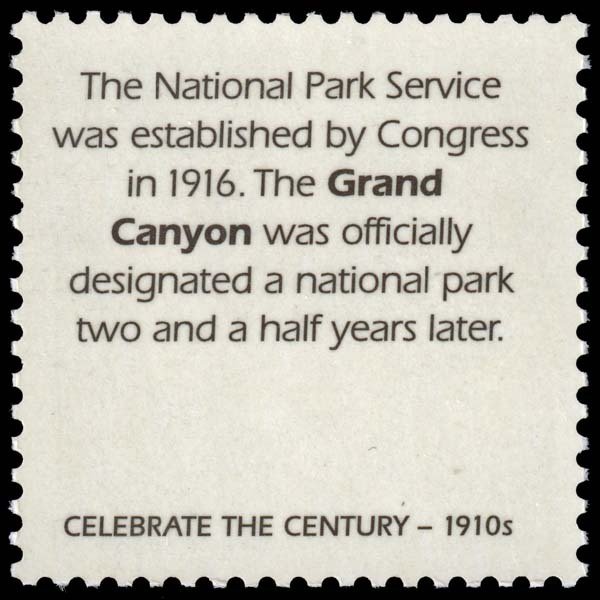 The National Park Service
was established by Congress
in 1916. The Grand
Canyon was officially
designated a national park
two and a half years later.
CELEBRATE THE CENTURY – 1910s